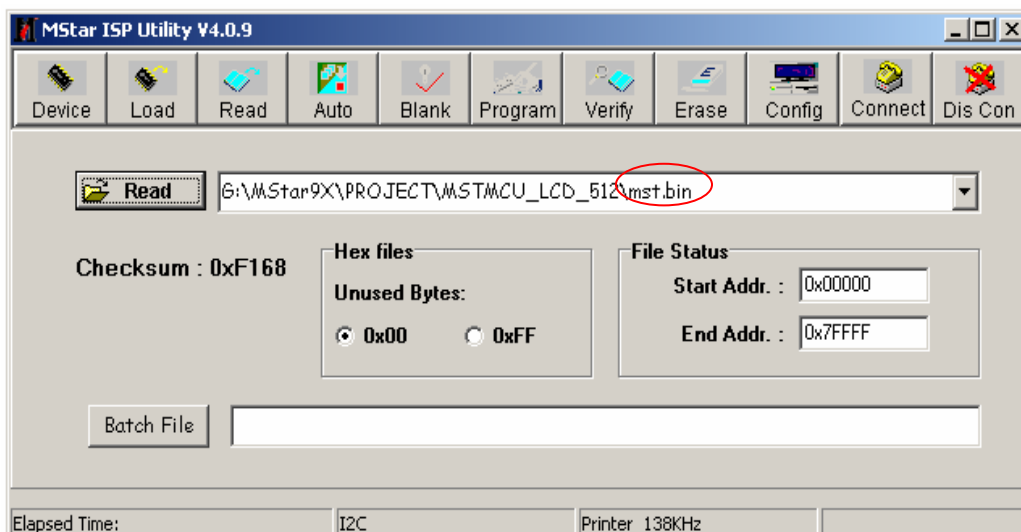 MStar ISP Utility V4.0.9
Device Load Read Auto Blank Program Verify Erase Config Connect Dis Con
Read G:\MStar9X\PROJECT\MSTMCU_LCD_512\mst.bin
Checksum : 0xF168
Hex files
Unused Bytes:
0x00 0xFF
File Status
Start Addr. : 0x00000
End Addr. : 0x7FFFF
Batch File
Elapsed Time: I2C Printer 138KHz